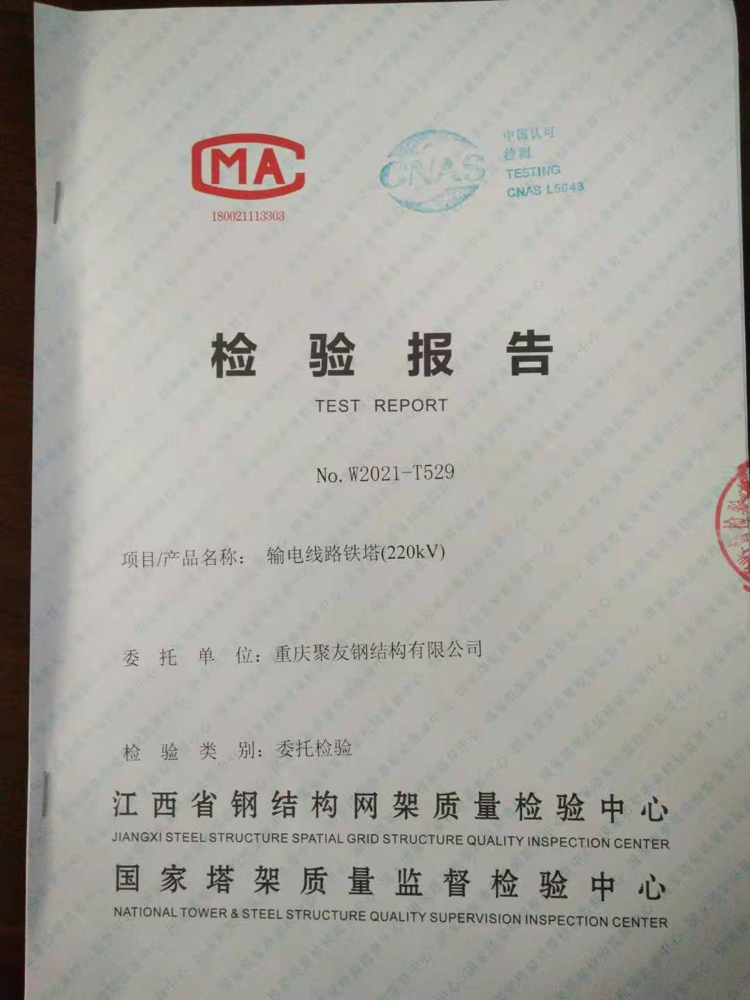 CMA
180021113303
CNAS
中国认可
检测
TESTING
CNAS L5643
检验报告
TEST REPORT
No. W2021-T529
项目/产品名称： 输电线路铁塔(220kV)
委托单位：重庆聚友钢结构有限公司
检验类别：委托检验
江西省钢结构网架质量检验中心
JIANGXI STEEL STRUCTURE SPATIAL GRID STRUCTURE QUALITY INSPECTION CENTER
国家塔架质量监督检验中心
NATIONAL TOWER & STEEL STRUCTURE QUALITY SUPERVISION INSPECTION CENTER